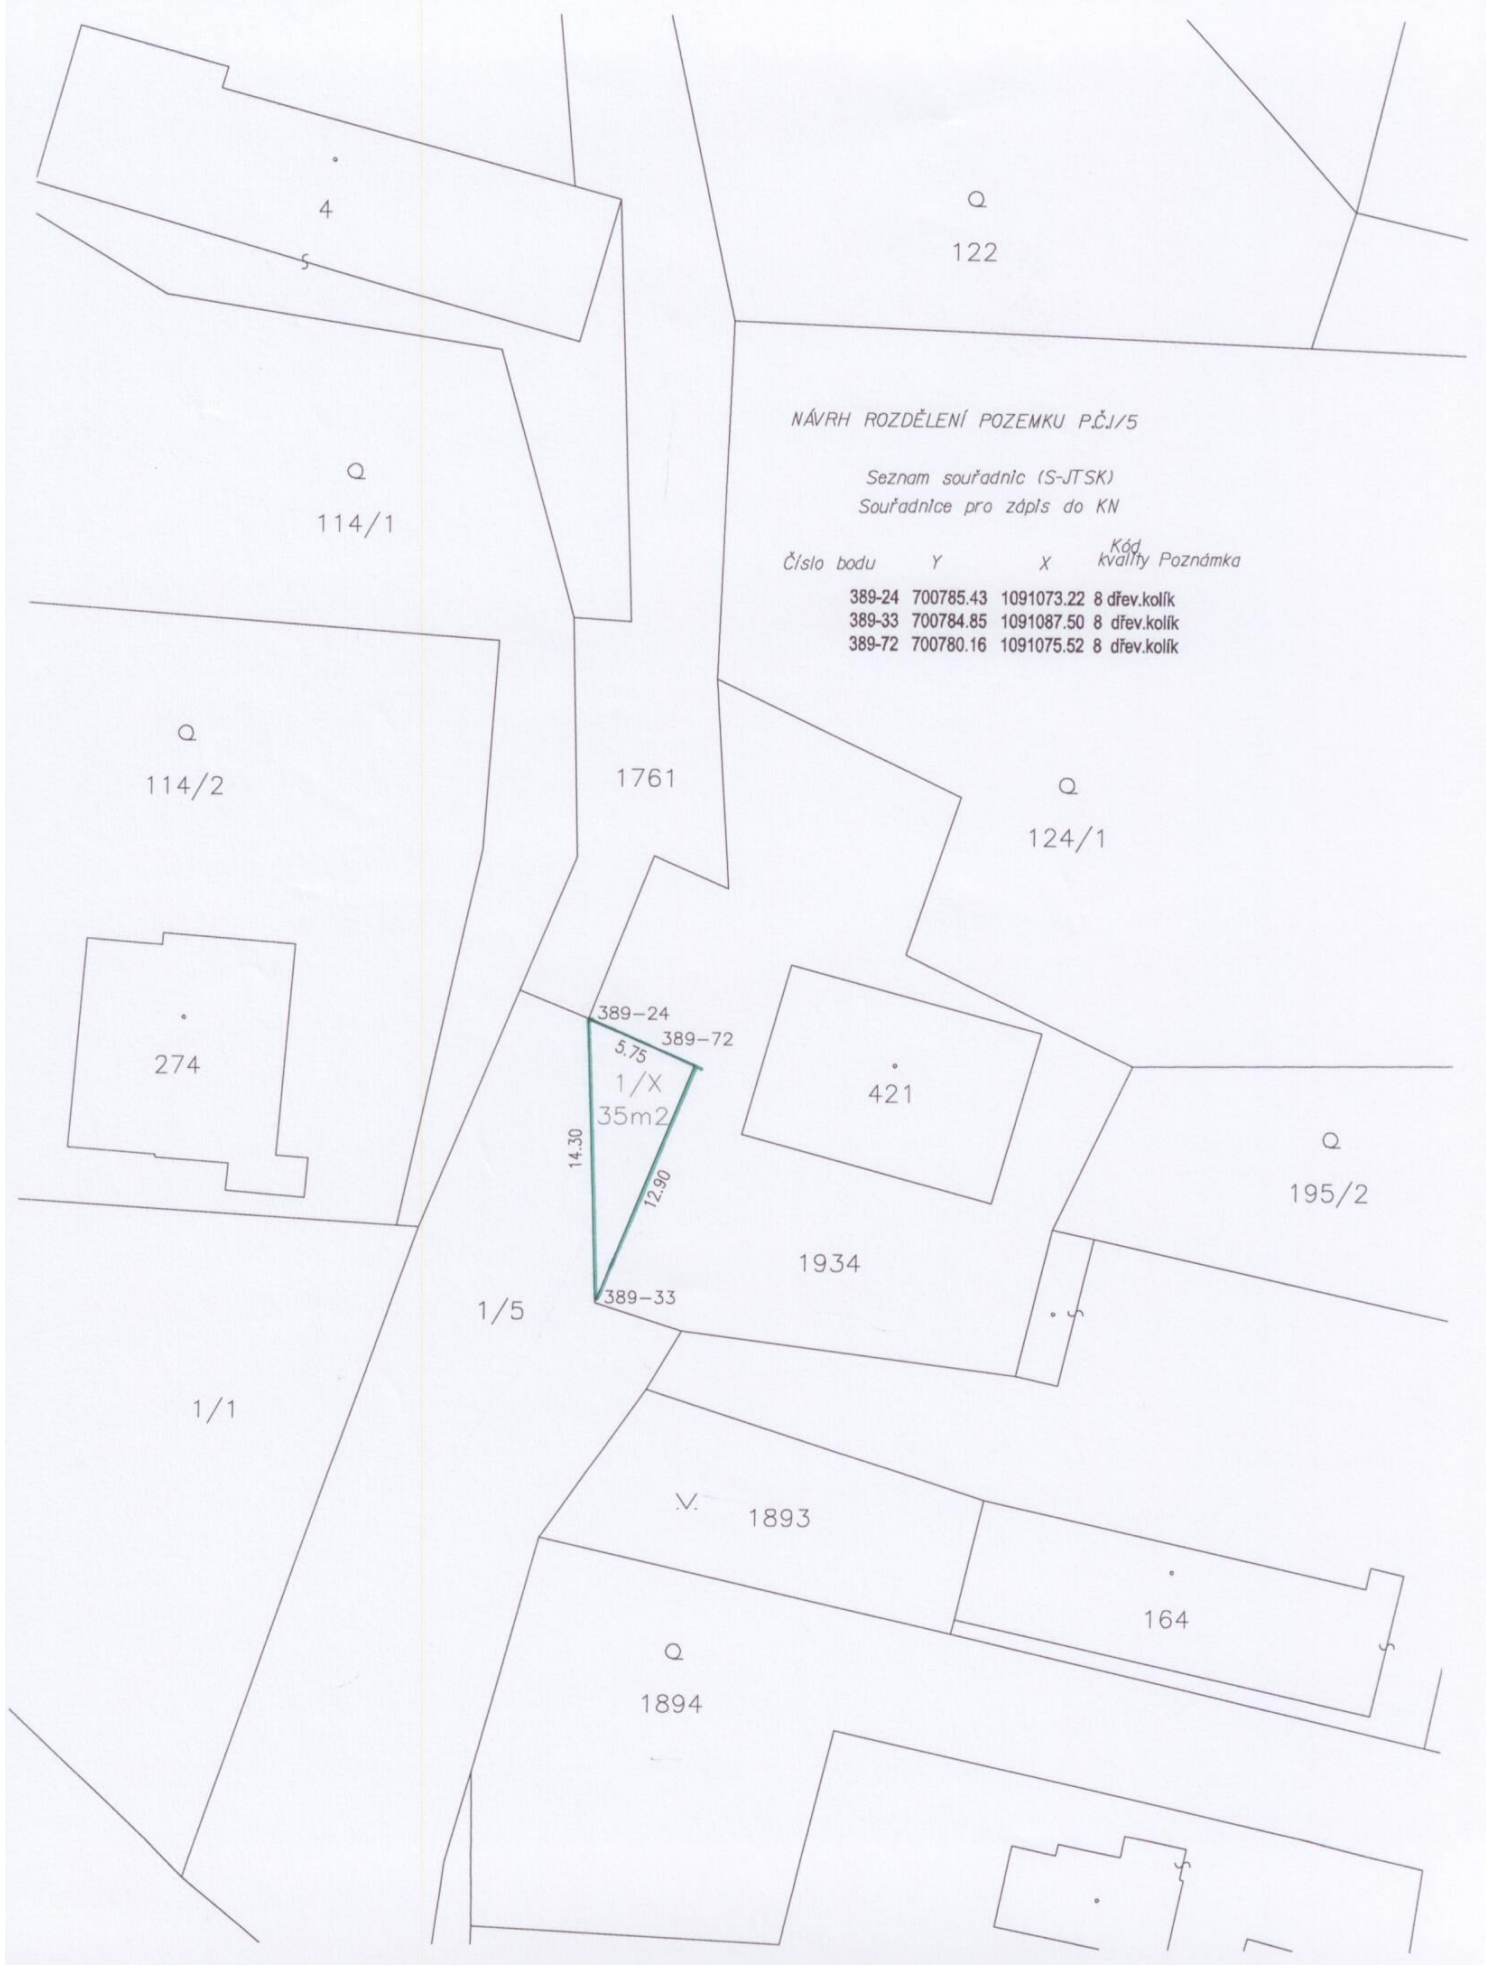 4
122
NÁVRH ROZDĚLENÍ POZEMKU P.Č.1/5
Seznam souřadnic (S-JTSK)
Souřadnice pro zápis do KN
Číslo bodu Y X Kód kvality Poznámka
389-24 700785.43 1091073.22 8 dřev.kolík
389-33 700784.85 1091087.50 8 dřev.kolík
389-72 700780.16 1091075.52 8 dřev.kolík
114/1
114/2
1761
124/1
274
389-24
389-72
5.75
1/X
35m2
14.30
12.90
389-33
421
195/2
1934
1/5
1/1
1893
164
1894